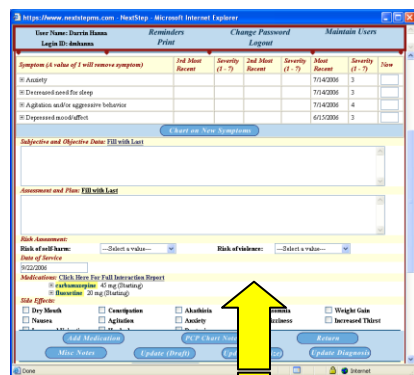 https://www.nextstepms.com - NextStep - Microsoft Internet Explorer
User Name: Darrin Hanna Reminders Change Password Maintain Users
Login ID: dmhanna Print Logout
Symptom (A value of 1 will remove symptom) 3rd Most Recent Severity (1 - 7) 2nd Most Recent Severity (1 - 7) Most Recent Severity (1 - 7) New
Anxiety 7/14/2006 3
Decreased need for sleep 7/14/2006 3
Agitation and/or aggressive behavior 7/14/2006 4
Depressed mood/affect 6/15/2006 3
Chart on New Symptoms
Subjective and Objective Data: Fill with Last
Assessment and Plan: Fill with Last
Risk Assessment:
Risk of self-harm: ---Select a value--- Risk of violence: ---Select a value---
Date of Service
9/22/2006
Medications: Click Here For Full Interaction Report
carbamazepine 45 mg (Starting)
fluoxetine 20 mg (Starting)
Side Effects:
Dry Mouth Constipation Akathisia Weight Gain
Nausea Agitation Anxiety Increased Thirst
Add Medication PCP Chart Return
Misc Notes Update (Draft) Update Diagnosis
Done Internet